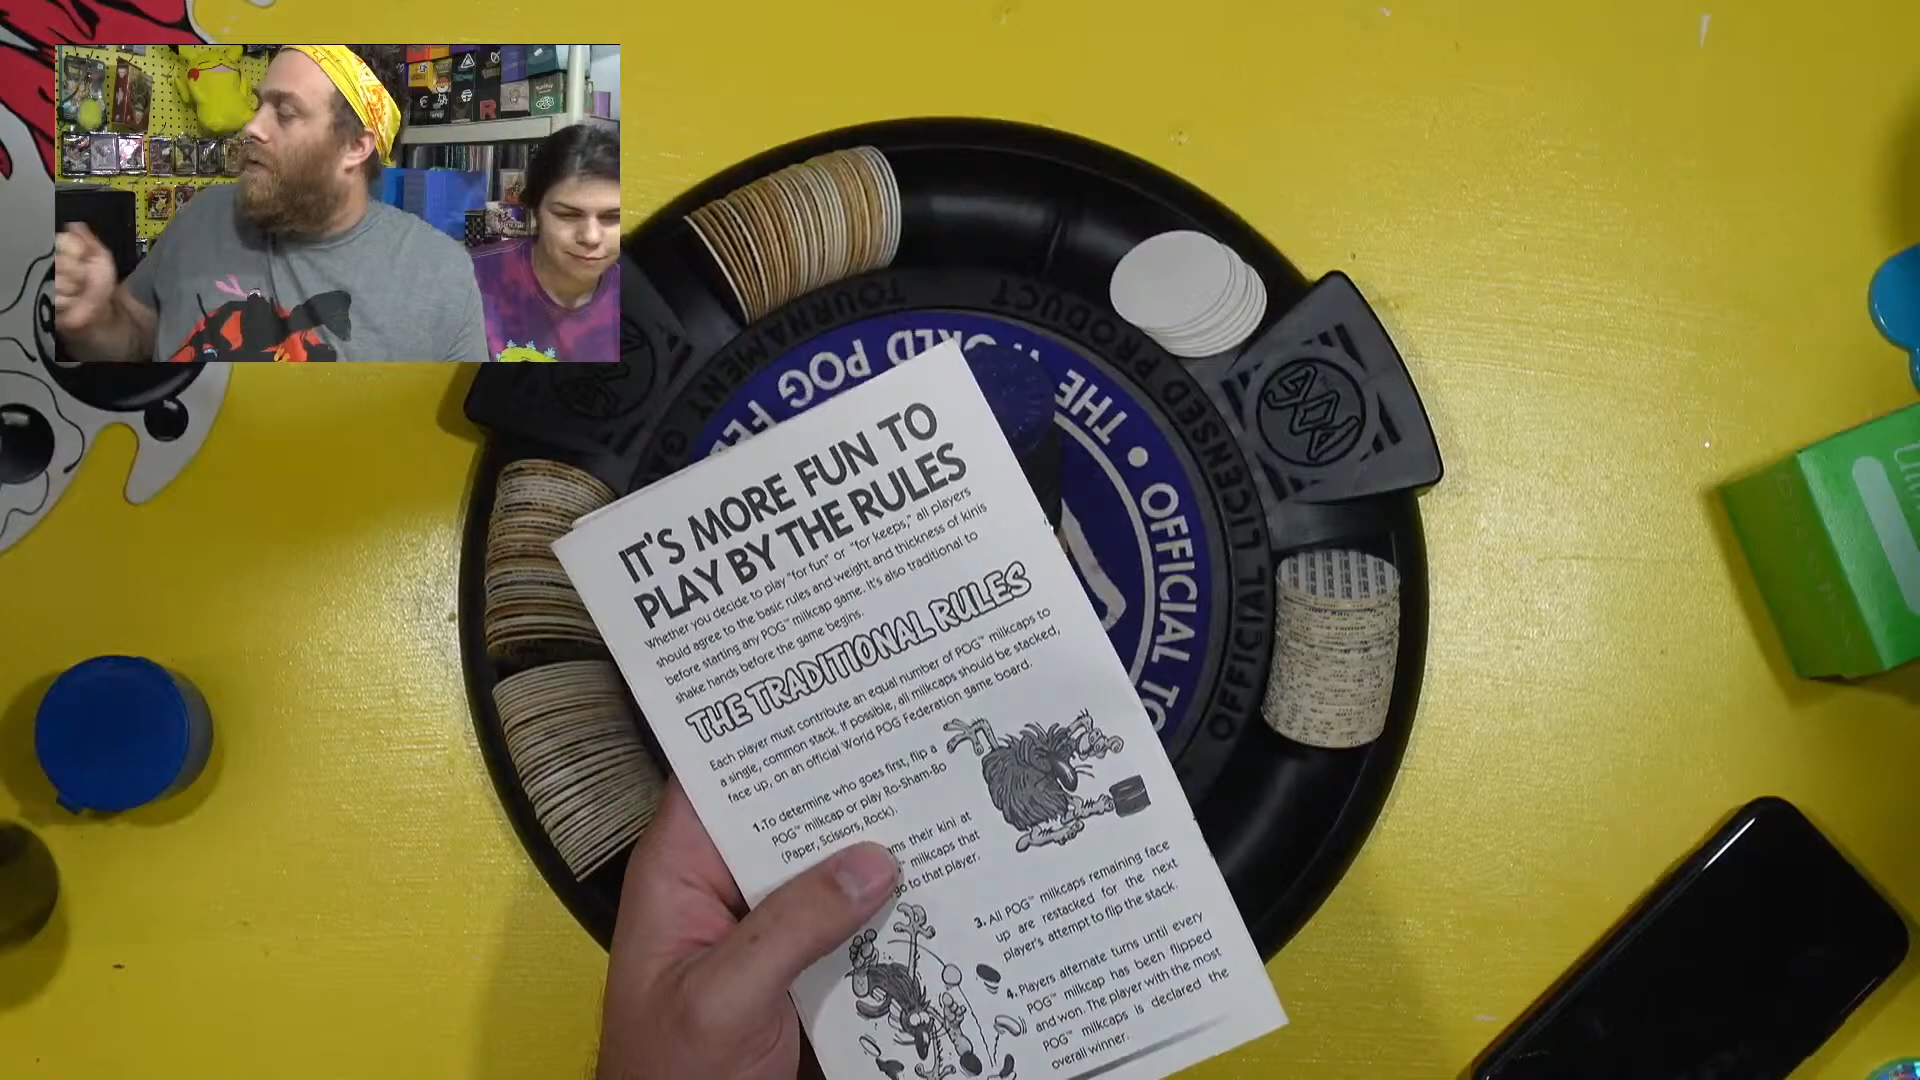 IT'S MORE FUN TO
PLAY BY THE RULES
Whether you decide to play "for fun" or "for keeps," all players
should agree to the basic rules and weight and thickness of kinis
before starting any POG™ milkcap game. It's also traditional to
shake hands before the game begins.
THE TRADITIONAL RULES
Each player must contribute an equal number of POG™ milkcaps to
a single, common stack. If possible, all milkcaps should be stacked,
face up, on an official World POG Federation game board.
1. To determine who goes first, flip a
POG™ milkcap or play Ro-Sham-Bo
(Paper, Scissors, Rock).
their kini at
milkcaps that
go to that player.
3. All POG™ milkcaps remaining face
up are restacked for the next
player's attempt to flip the stack.
4. Players alternate turns until every
POG™ milkcap has been flipped
and won. The player with the most
POG™ milkcaps is declared the
overall winner.
TOURNAMENT
OFFICIAL LICENSED PRODUCT
WORLD POG FE
THE • OFFICIAL TO
POG